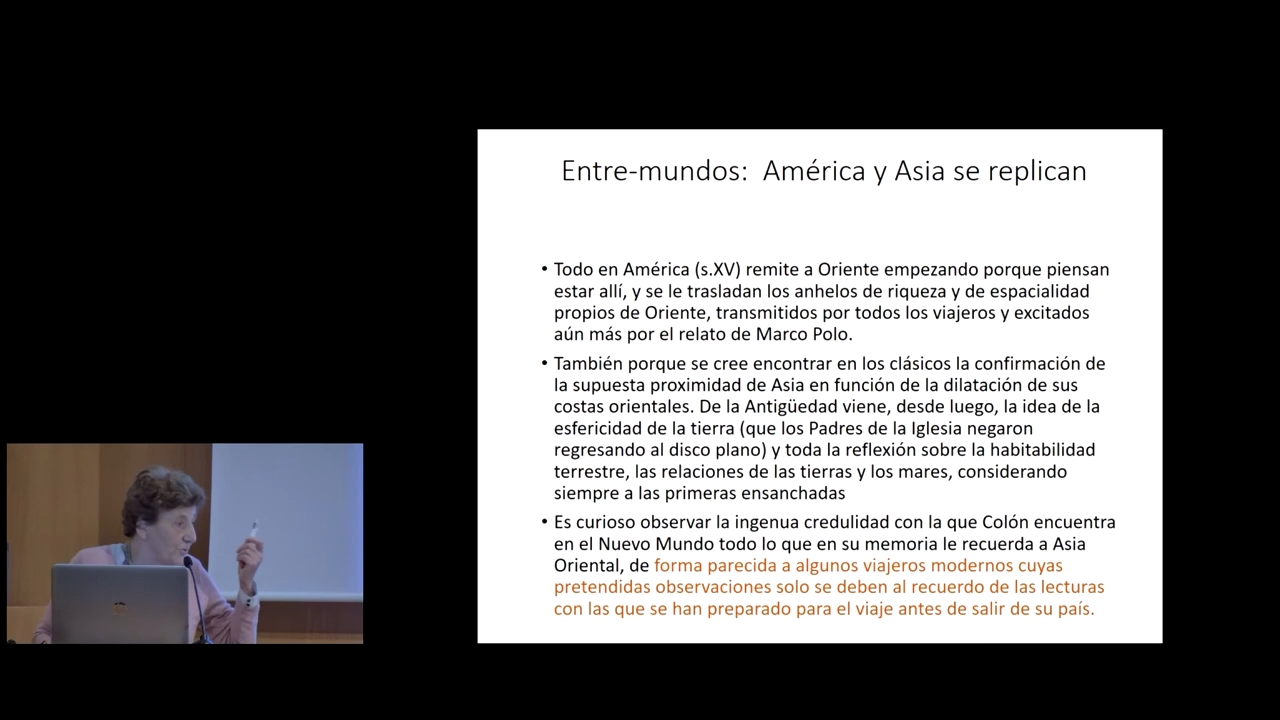 Entre-mundos: América y Asia se replican
• Todo en América (s.XV) remite a Oriente empezando porque piensan
estar allí, y se le trasladan los anhelos de riqueza y de espacialidad
propios de Oriente, transmitidos por todos los viajeros y excitados
aún más por el relato de Marco Polo.
• También porque se cree encontrar en los clásicos la confirmación de
la supuesta proximidad de Asia en función de la dilatación de sus
costas orientales. De la Antigüedad viene, desde luego, la idea de la
esfericidad de la tierra (que los Padres de la Iglesia negaron
regresando al disco plano) y toda la reflexión sobre la habitabilidad
terrestre, las relaciones de las tierras y los mares, considerando
siempre a las primeras ensanchadas
• Es curioso observar la ingenua credulidad con la que Colón encuentra
en el Nuevo Mundo todo lo que en su memoria le recuerda a Asia
Oriental, de forma parecida a algunos viajeros modernos cuyas
pretendidas observaciones solo se deben al recuerdo de las lecturas
con las que se han preparado para el viaje antes de salir de su país.